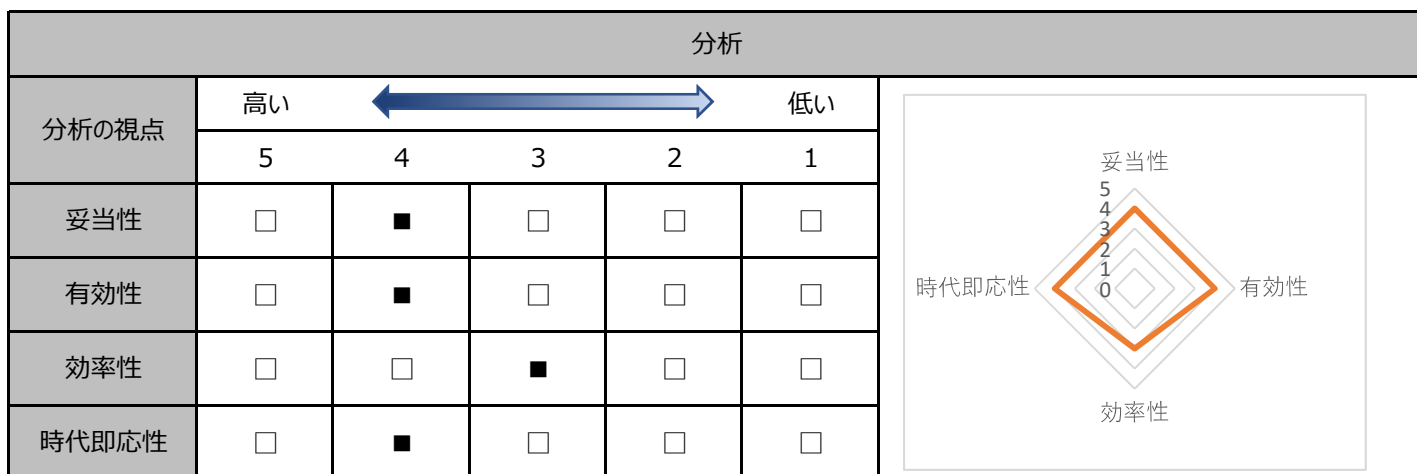 分析
分析の視点
高い 低い
5 4 3 2 1
妥当性 □ ■ □ □ □
有効性 □ ■ □ □ □
効率性 □ □ ■ □ □
時代即応性 □ ■ □ □ □
妥当性
5
4
3
2
1
0
時代即応性
有効性
効率性